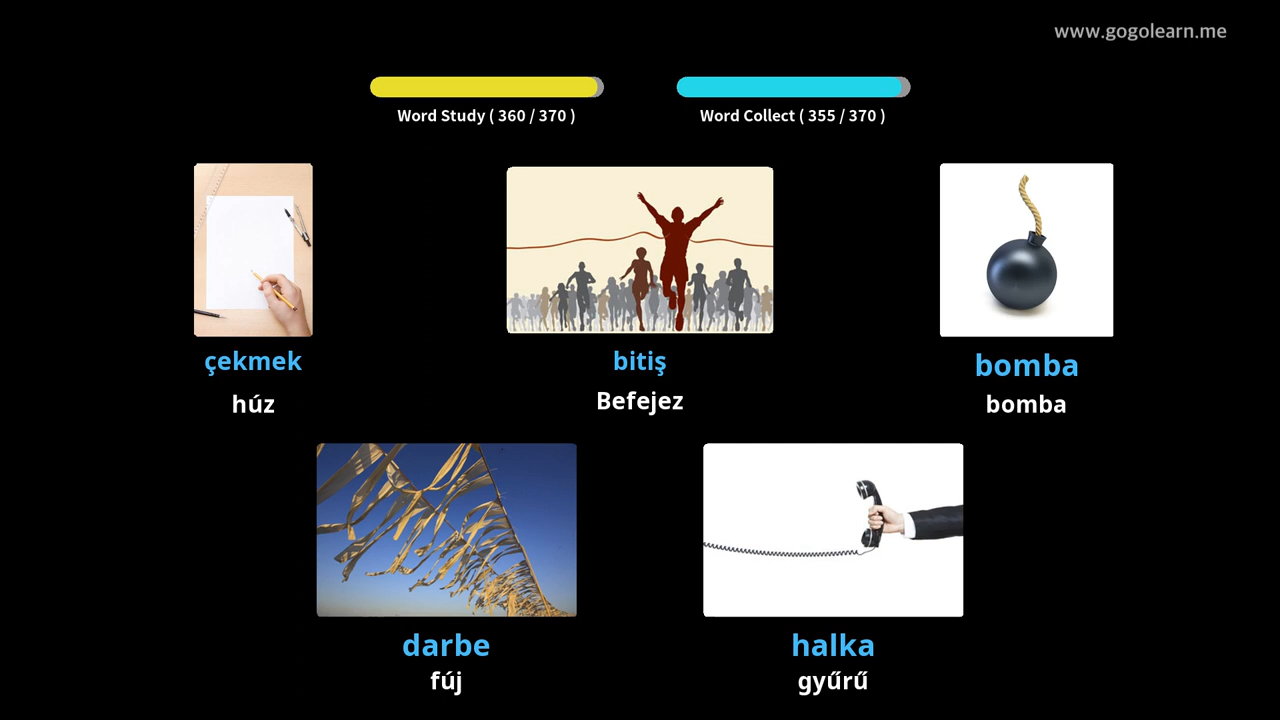 www.gogolearn.me
Word Study ( 360 / 370 )
Word Collect ( 355 / 370 )
çekmek
húz
bitiş
Befejez
bomba
bomba
darbe
fúj
halka
gyűrű